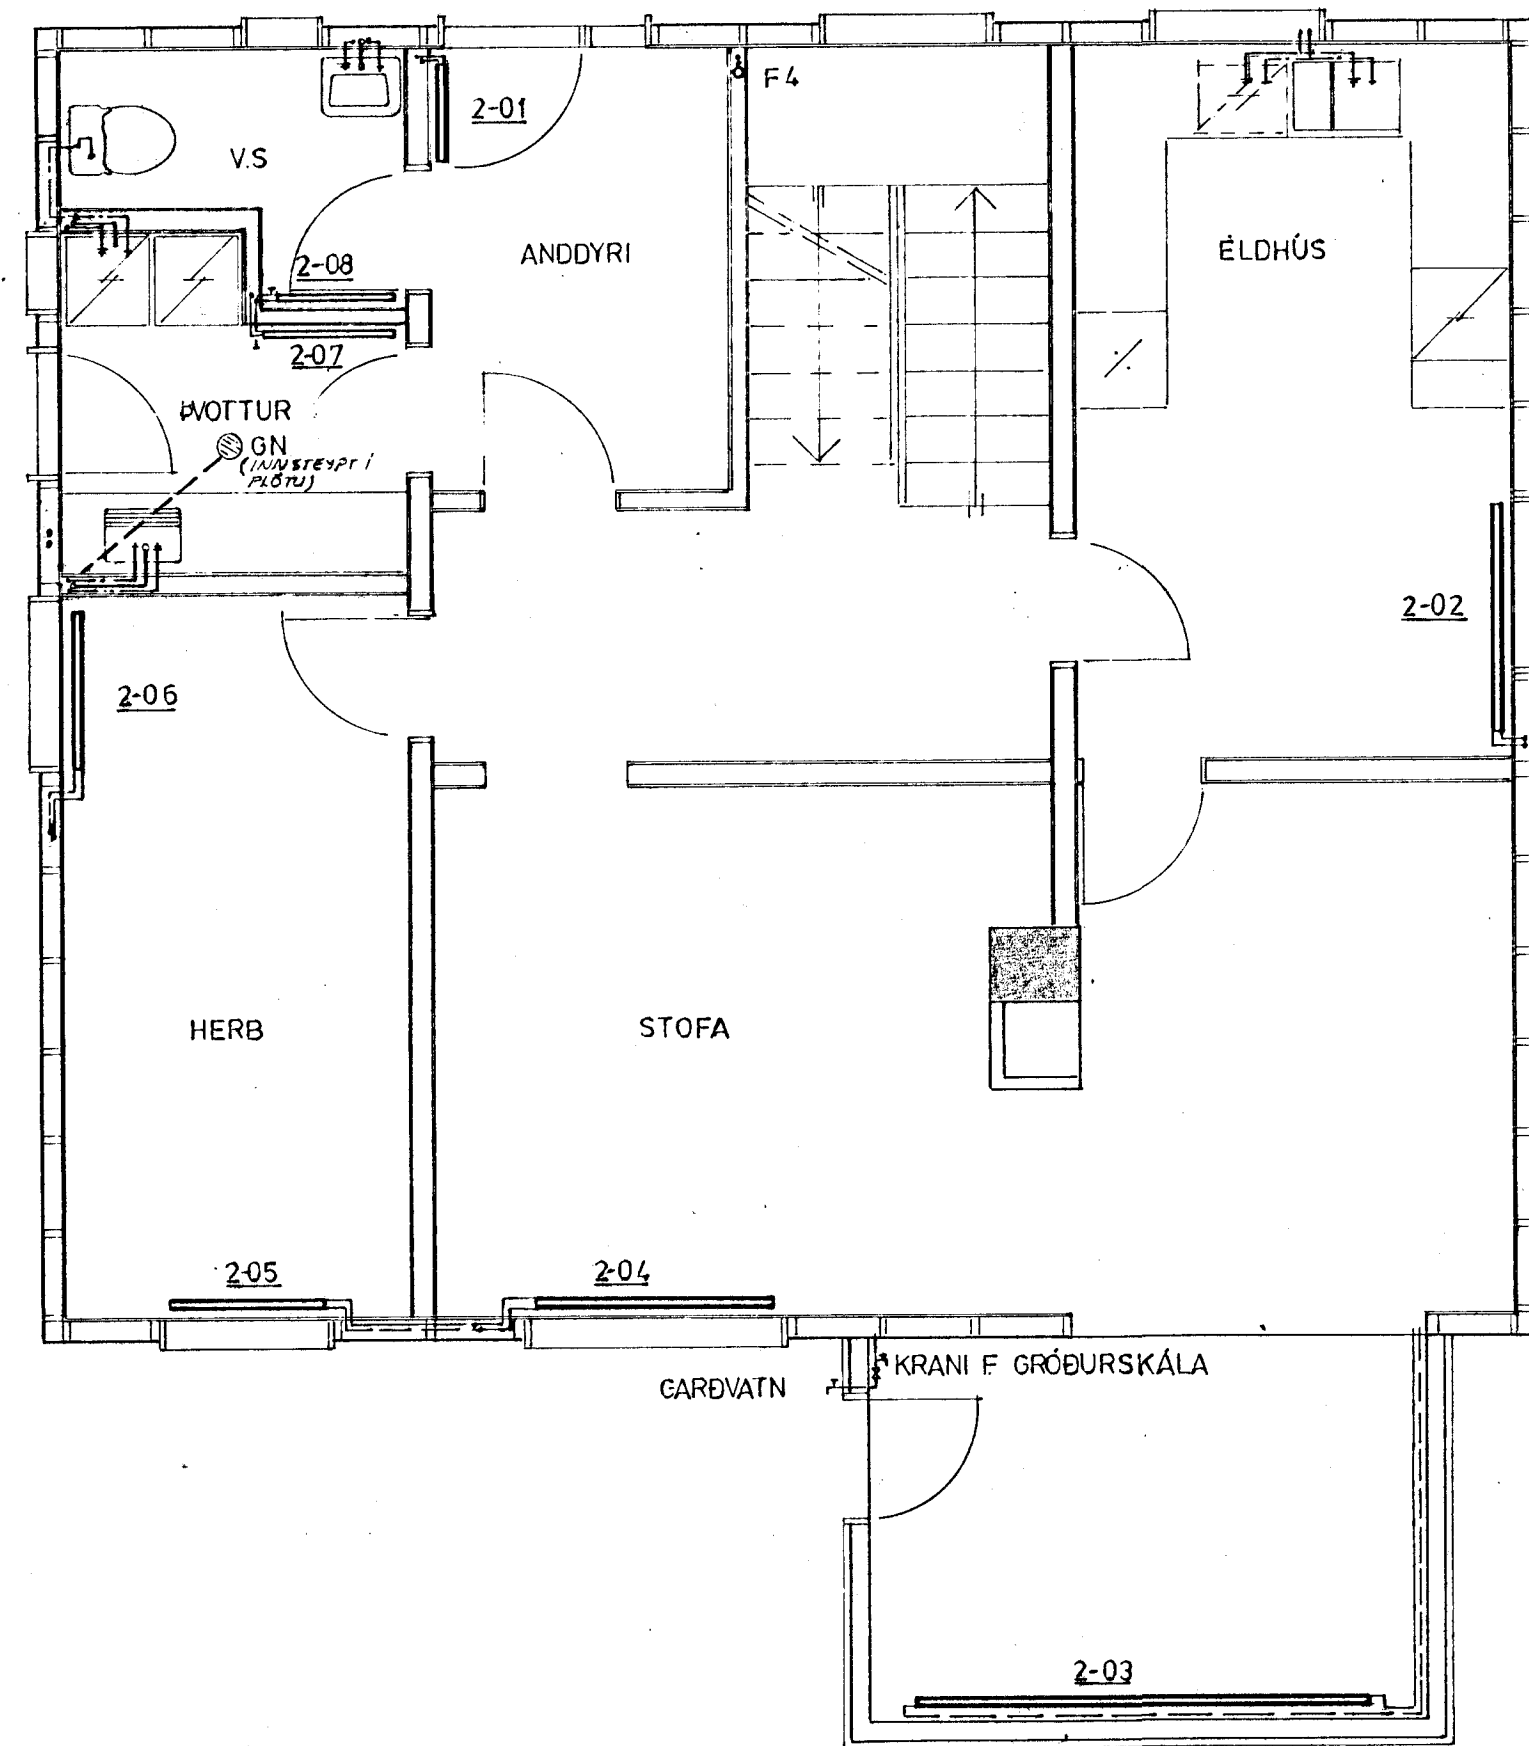 2-01
F4
V.S
ANDDYRI
ELDHÚS
2-08
2-07
ÞVOTTUR
GN
(INNSTEYPT Í
PLÖTU)
2-02
2-06
HERB
STOFA
2-05
2-04
GARÐVATN
KRANI F GRÓÐURSKÁLA
2-03